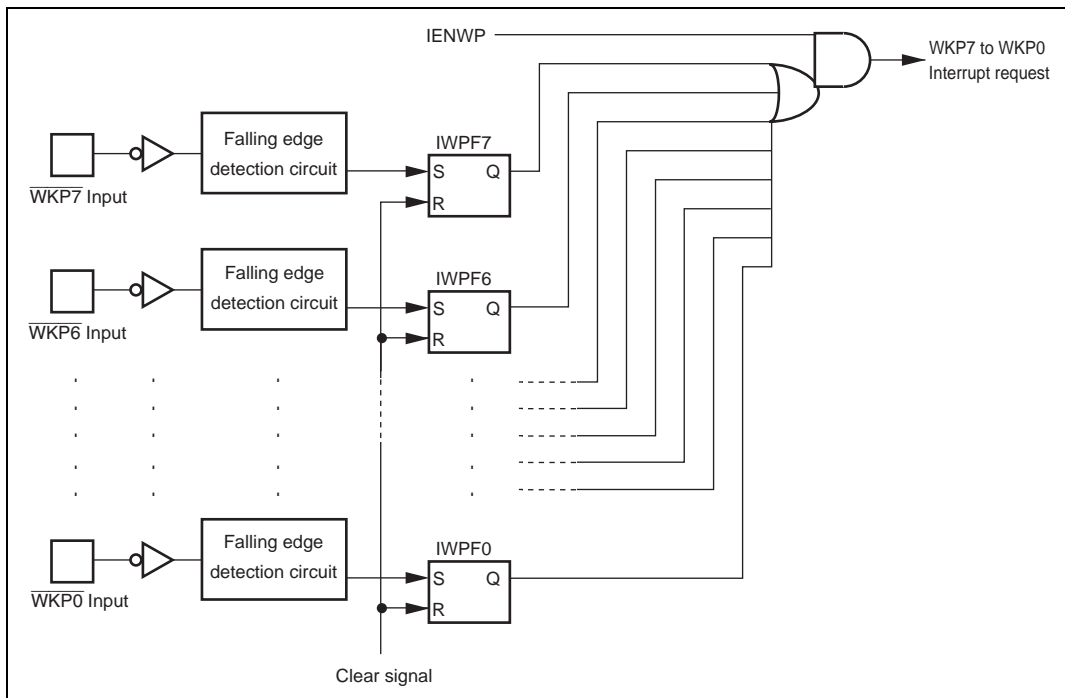 IENWP
WKP7 to WKP0
Interrupt request
Falling edge
detection circuit
WKP7 Input
IWPF7
S Q
R
Falling edge
detection circuit
WKP6 Input
IWPF6
S Q
R
Falling edge
detection circuit
WKP0 Input
IWPF0
S Q
R
Clear signal